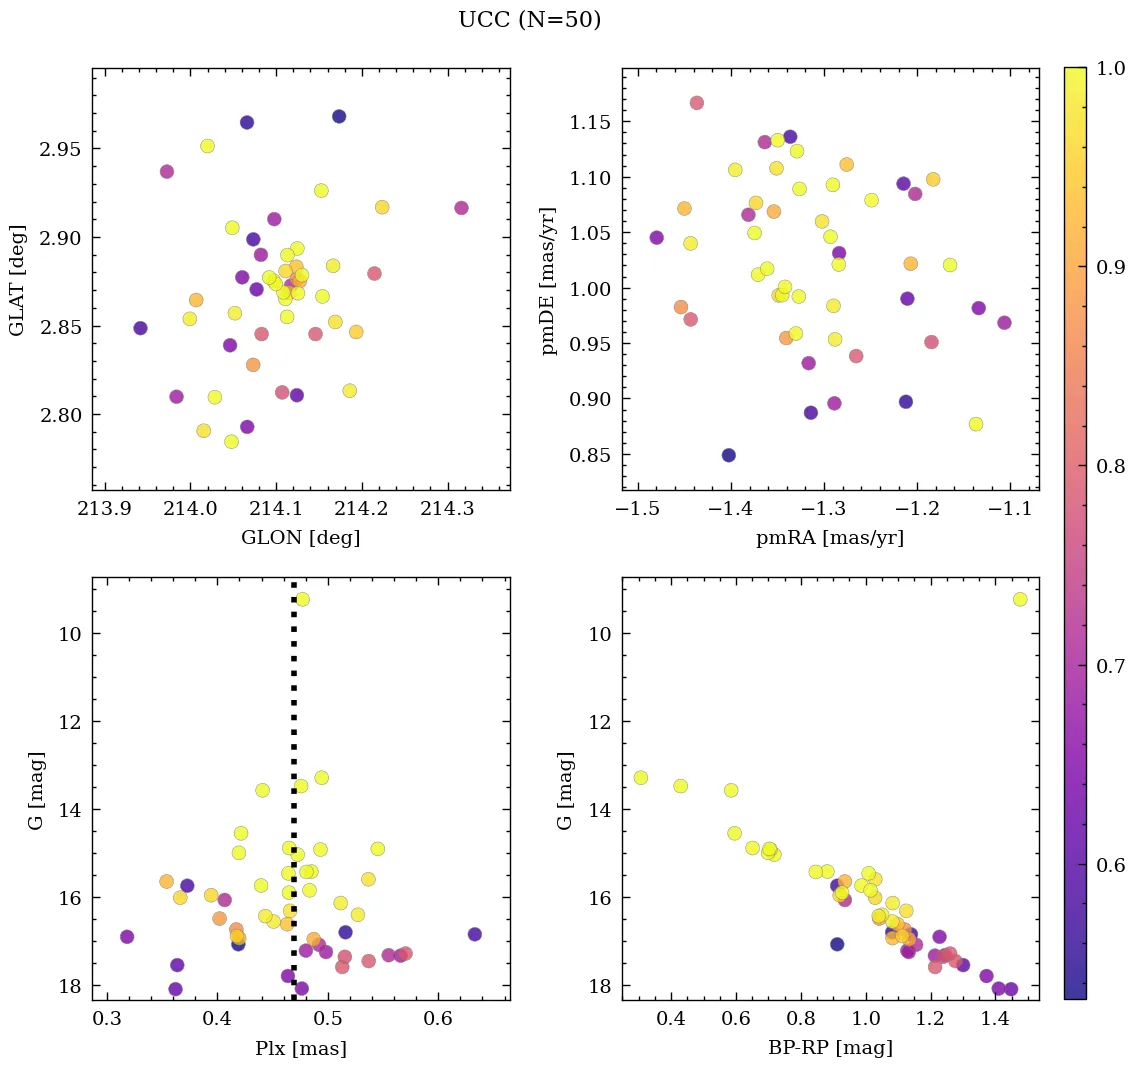 UCC (N=50)
2.95
2.90
2.85
2.80
GLAT [deg]
213.9 214.0 214.1 214.2 214.3
GLON [deg]
1.15
1.10
1.05
1.00
0.95
0.90
0.85
pmDE [mas/yr]
−1.5 −1.4 −1.3 −1.2 −1.1
pmRA [mas/yr]
10
12
14
16
18
G [mag]
0.3 0.4 0.5 0.6
Plx [mas]
10
12
14
16
18
G [mag]
0.4 0.6 0.8 1.0 1.2 1.4
BP-RP [mag]
1.0
0.9
0.8
0.7
0.6